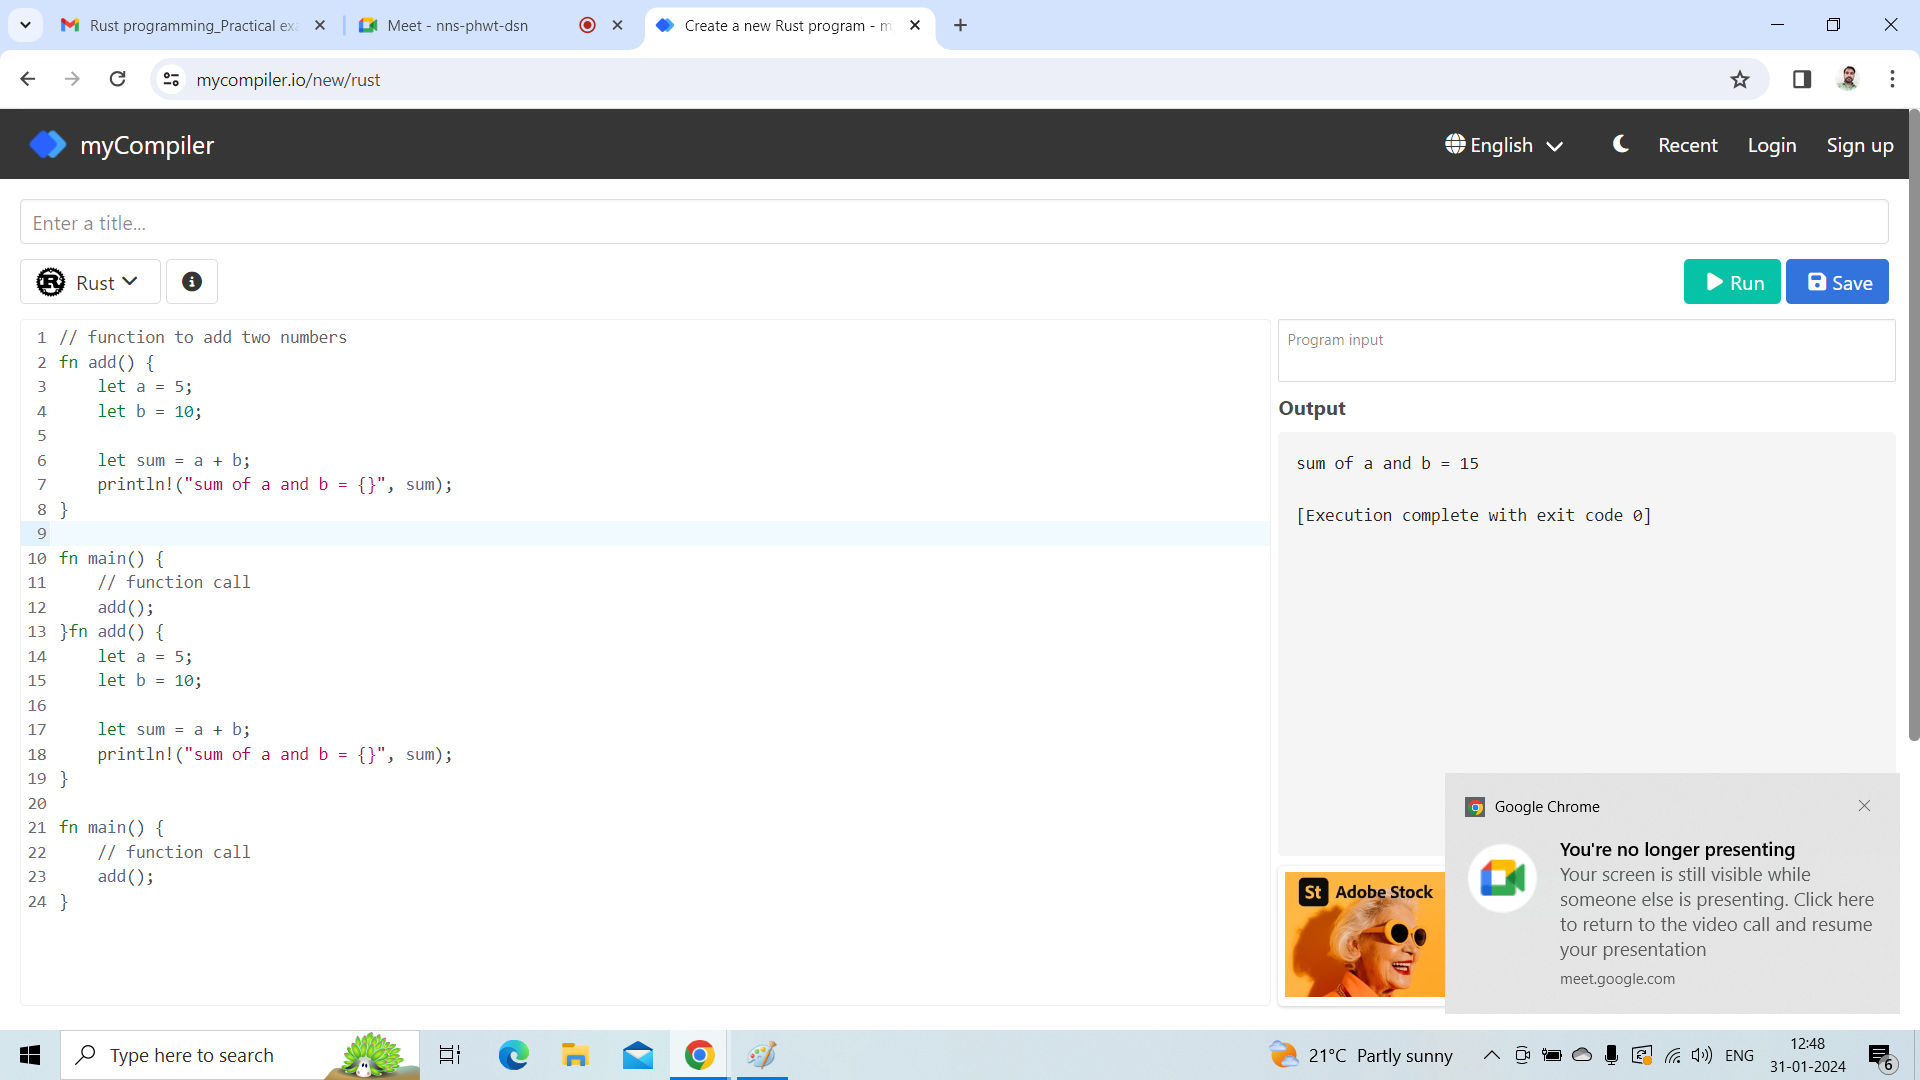 Rust programming_Practical exa
Meet - nns-phwt-dsn
Create a new Rust program - m
mycompiler.io/new/rust
myCompiler
English
Recent
Login
Sign up
Enter a title...
Rust
Run
Save
1 // function to add two numbers
2 fn add() {
3     let a = 5;
4     let b = 10;
5
6     let sum = a + b;
7     println!("sum of a and b = {}", sum);
8 }
9
10 fn main() {
11     // function call
12     add();
13 }fn add() {
14     let a = 5;
15     let b = 10;
16
17     let sum = a + b;
18     println!("sum of a and b = {}", sum);
19 }
20
21 fn main() {
22     // function call
23     add();
24 }
Program input
Output
sum of a and b = 15
[Execution complete with exit code 0]
St Adobe Stock
Google Chrome
You're no longer presenting
Your screen is still visible while
someone else is presenting. Click here
to return to the video call and resume
your presentation
meet.google.com
Type here to search
21°C Partly sunny
ENG
12:48
31-01-2024
6